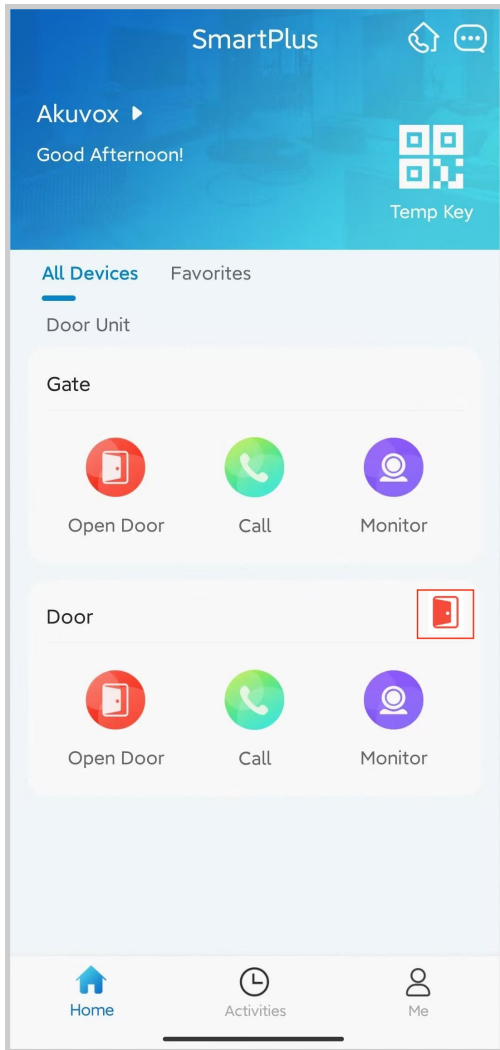 SmartPlus
Akuvox
Good Afternoon!
Temp Key
All Devices Favorites
Door Unit
Gate
Open Door Call Monitor
Door
Open Door Call Monitor
Home Activities Me